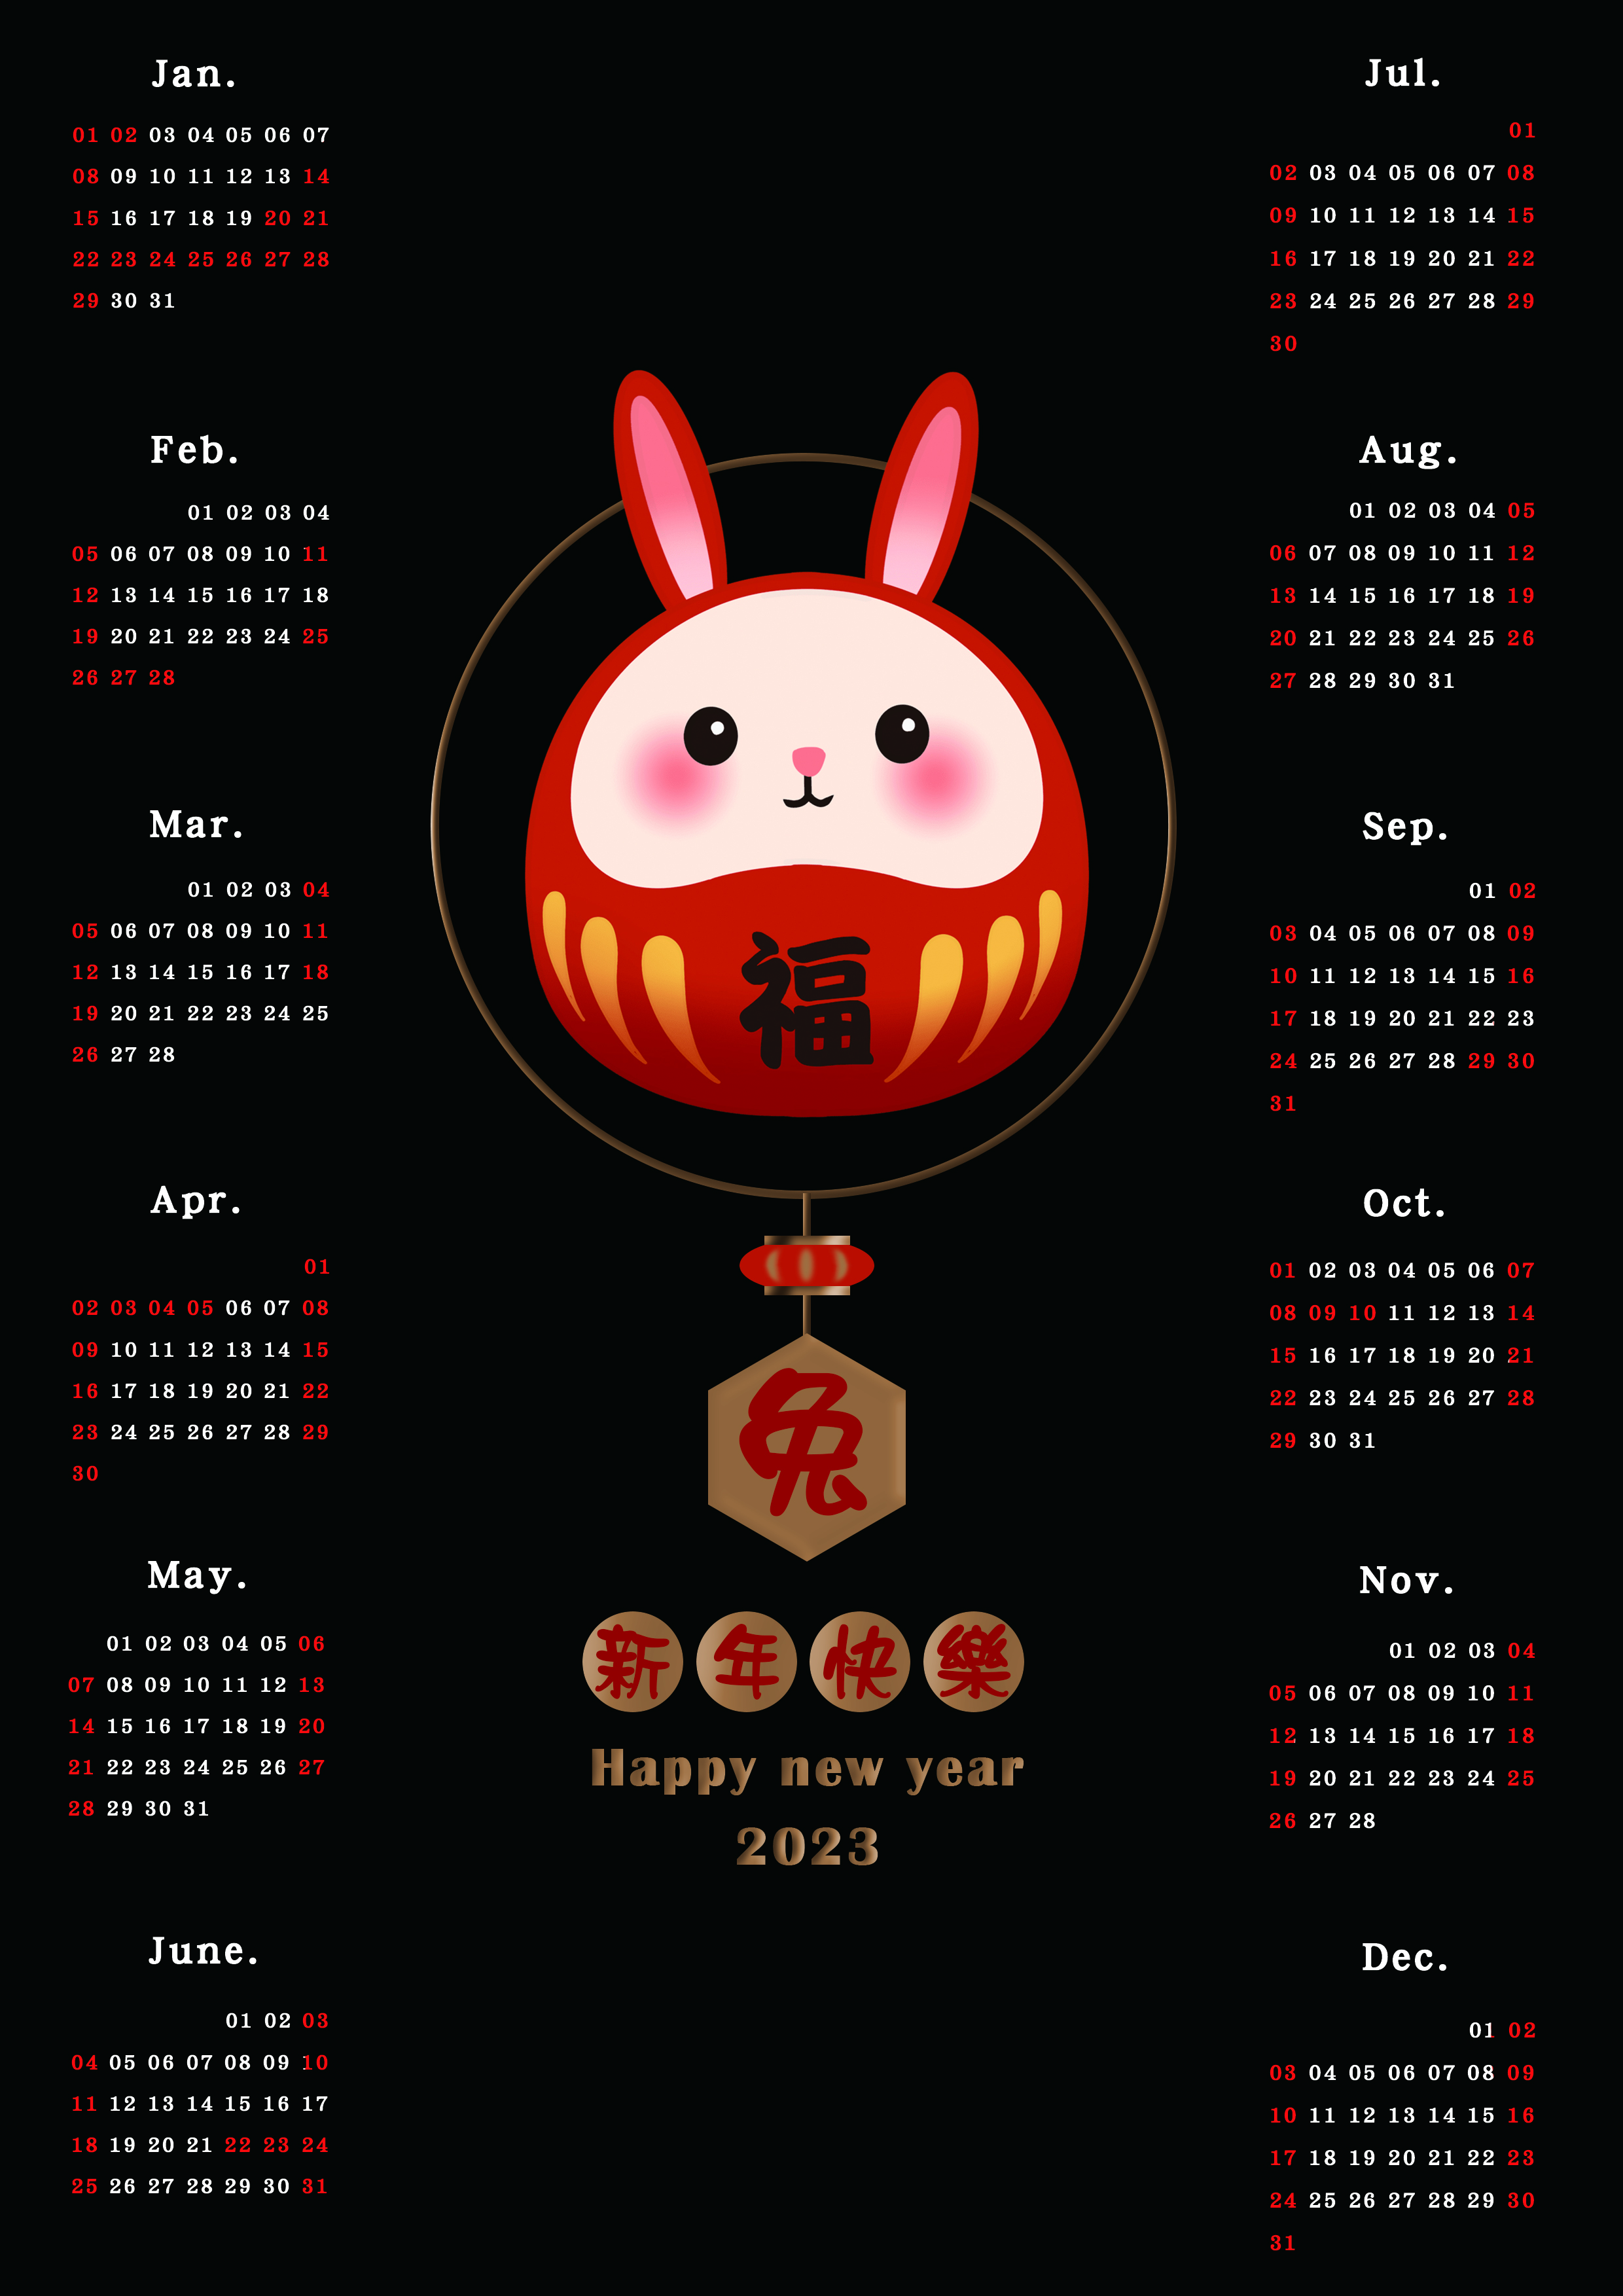 Jan.
01 02 03 04 05 06 07
08 09 10 11 12 13 14
15 16 17 18 19 20 21
22 23 24 25 26 27 28
29 30 31
Feb.
01 02 03 04
05 06 07 08 09 10 11
12 13 14 15 16 17 18
19 20 21 22 23 24 25
26 27 28
Mar.
01 02 03 04
05 06 07 08 09 10 11
12 13 14 15 16 17 18
19 20 21 22 23 24 25
26 27 28
Apr.
01
02 03 04 05 06 07 08
09 10 11 12 13 14 15
16 17 18 19 20 21 22
23 24 25 26 27 28 29
30
May.
01 02 03 04 05 06
07 08 09 10 11 12 13
14 15 16 17 18 19 20
21 22 23 24 25 26 27
28 29 30 31
June.
01 02 03
04 05 06 07 08 09 10
11 12 13 14 15 16 17
18 19 20 21 22 23 24
25 26 27 28 29 30 31
福
兔
新年快樂
Happy new year
2023
Jul.
01
02 03 04 05 06 07 08
09 10 11 12 13 14 15
16 17 18 19 20 21 22
23 24 25 26 27 28 29
30
Aug.
01 02 03 04 05
06 07 08 09 10 11 12
13 14 15 16 17 18 19
20 21 22 23 24 25 26
27 28 29 30 31
Sep.
01 02
03 04 05 06 07 08 09
10 11 12 13 14 15 16
17 18 19 20 21 22 23
24 25 26 27 28 29 30
31
Oct.
01 02 03 04 05 06 07
08 09 10 11 12 13 14
15 16 17 18 19 20 21
22 23 24 25 26 27 28
29 30 31
Nov.
01 02 03 04
05 06 07 08 09 10 11
12 13 14 15 16 17 18
19 20 21 22 23 24 25
26 27 28
Dec.
01 02
03 04 05 06 07 08 09
10 11 12 13 14 15 16
17 18 19 20 21 22 23
24 25 26 27 28 29 30
31